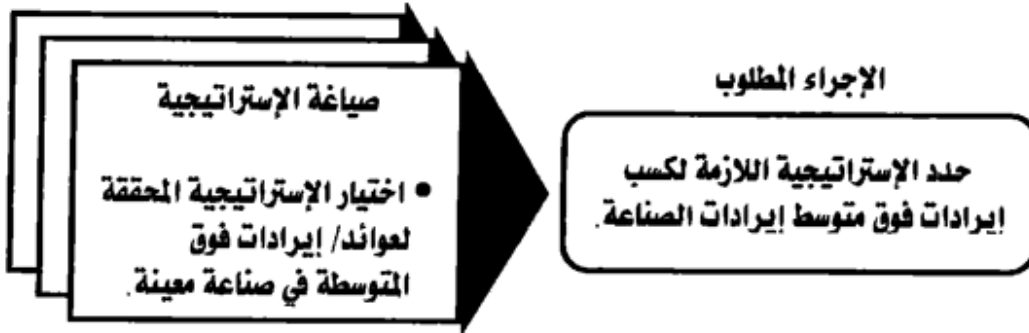 صياغة الإستراتيجية
• اختيار الإستراتيجية المحققة
لعوائد/ إيرادات فوق
المتوسطة في صناعة معينة.
الإجراء المطلوب
حدد الإستراتيجية اللازمة لكسب
إيرادات فوق متوسط إيرادات الصناعة.